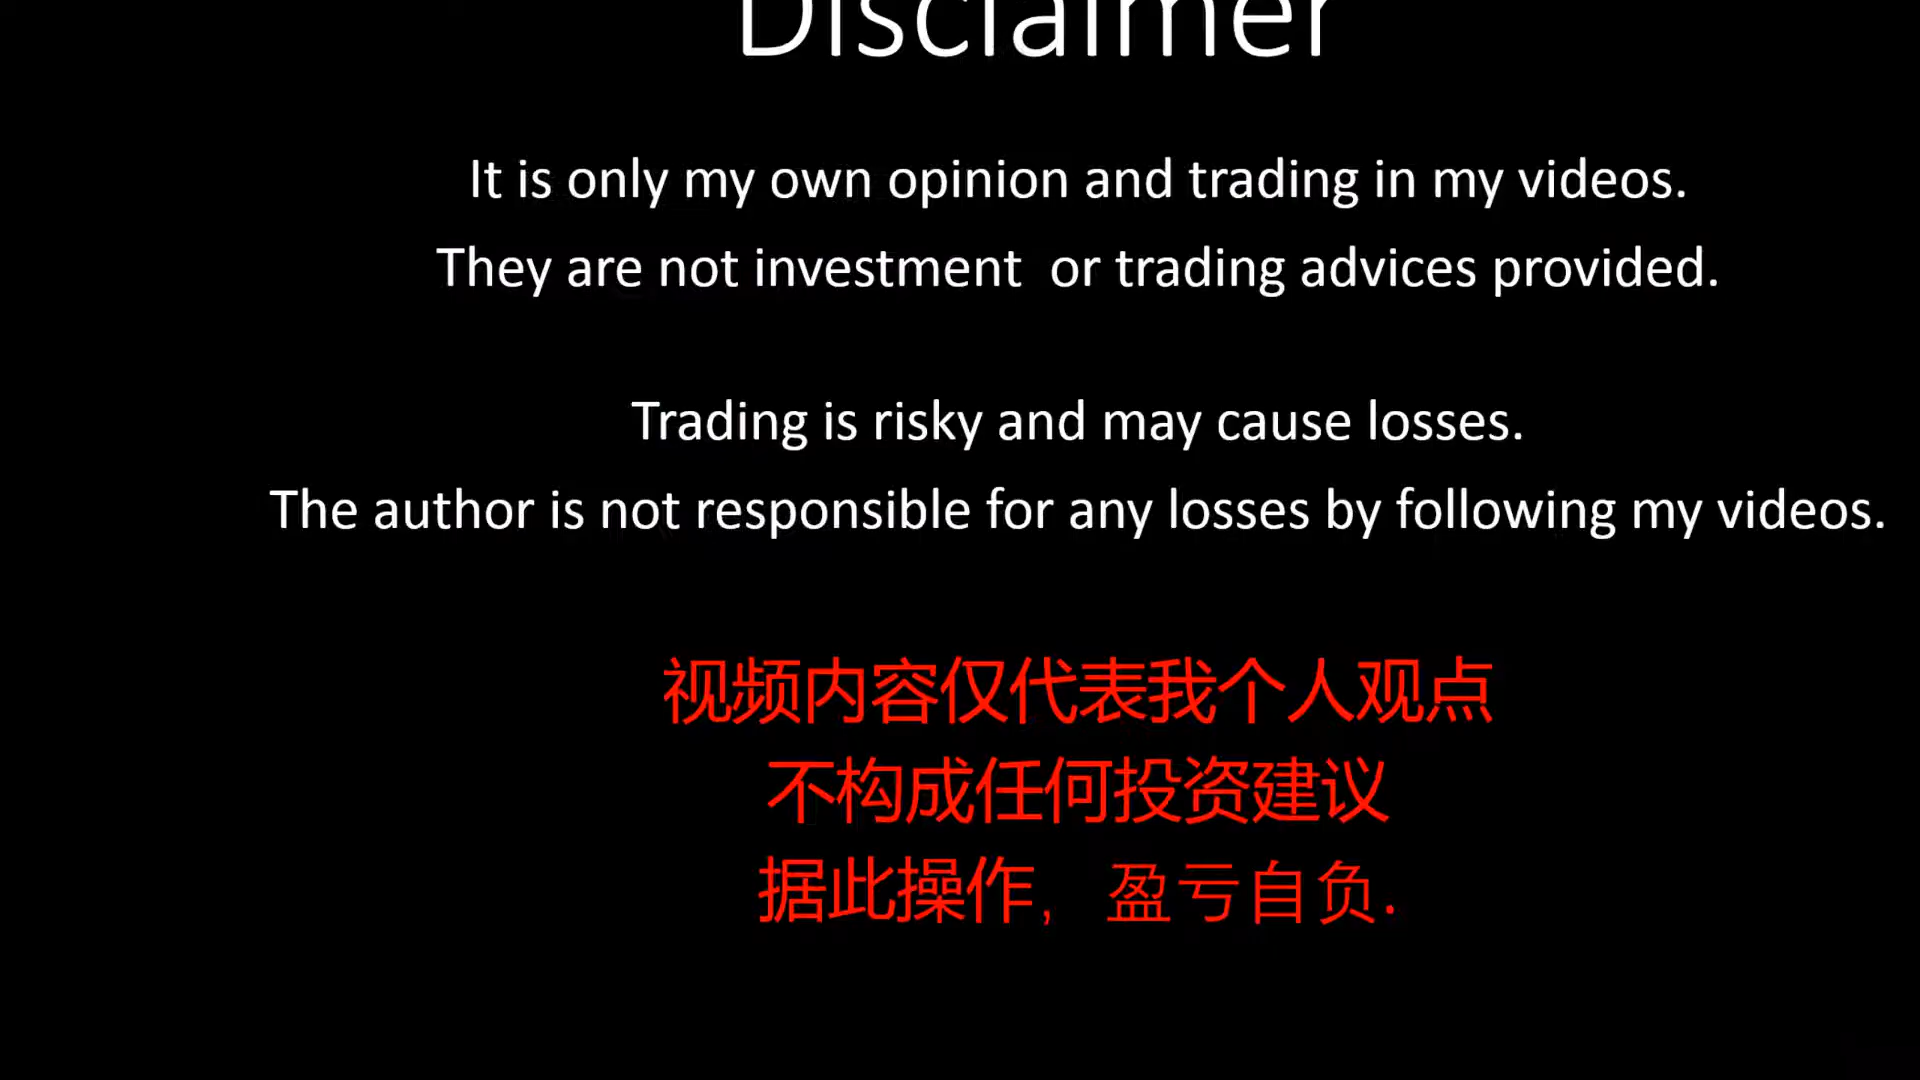 Disclaimer
It is only my own opinion and trading in my videos.
They are not investment  or trading advices provided.
Trading is risky and may cause losses.
The author is not responsible for any losses by following my videos.
视频内容仅代表我个人观点
不构成任何投资建议
据此操作，盈亏自负.